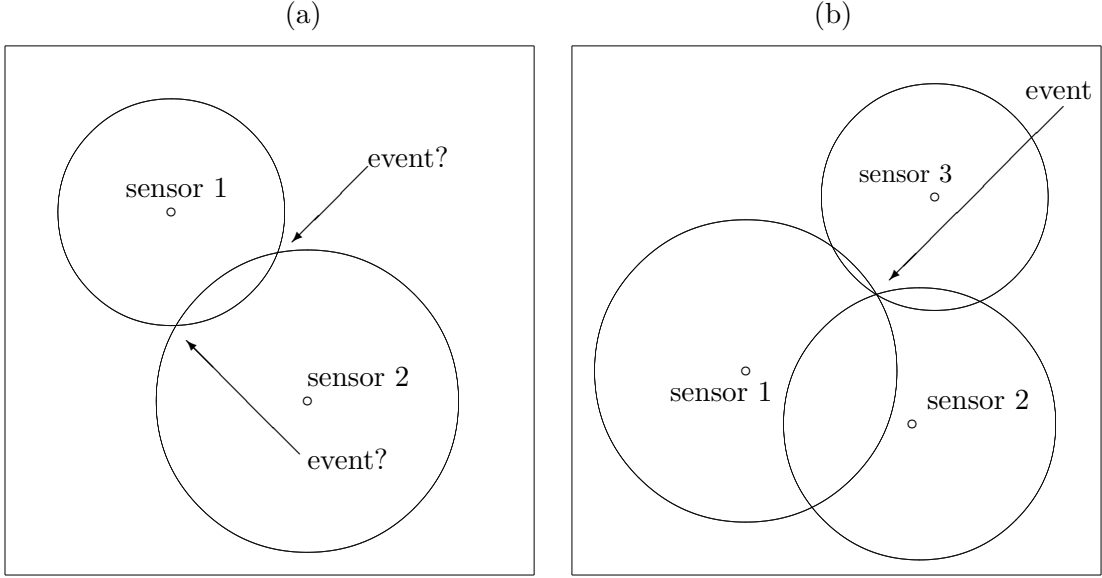 (a)
event?
sensor 1
sensor 2
event?
(b)
event
sensor 3
sensor 1
sensor 2